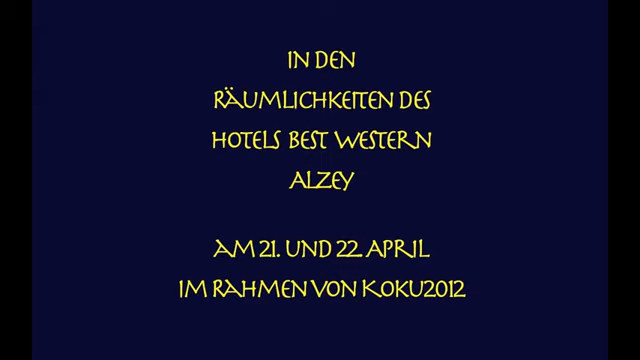 IN DEN
RÄUMLICHKEITEN DES
HOTELS BEST WESTERN
ALZEY
AM 21. UND 22. APRIL
IM RAHMEN VON KOKU2012